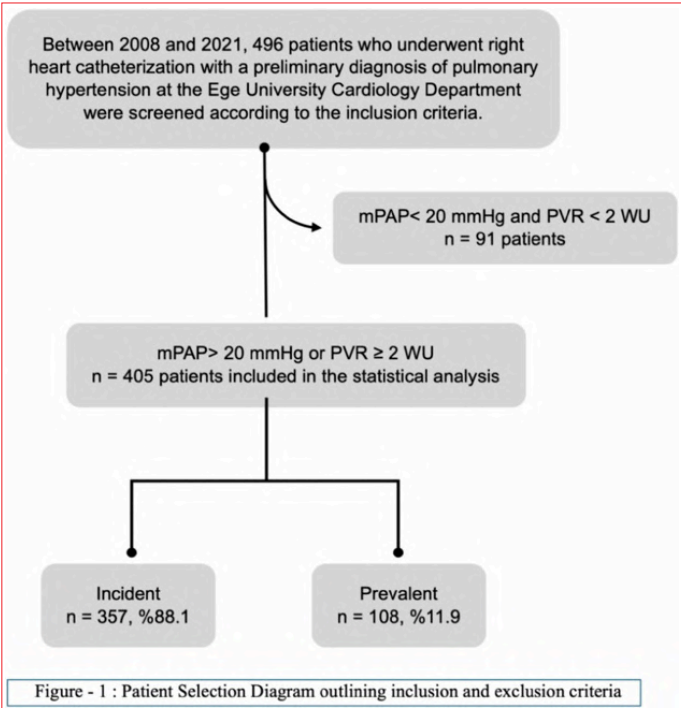 Between 2008 and 2021, 496 patients who underwent right
heart catheterization with a preliminary diagnosis of pulmonary
hypertension at the Ege University Cardiology Department
were screened according to the inclusion criteria.
mPAP< 20 mmHg and PVR < 2 WU
n = 91 patients
mPAP> 20 mmHg or PVR ≥ 2 WU
n = 405 patients included in the statistical analysis
Incident
n = 357, %88.1
Prevalent
n = 108, %11.9
Figure - 1 : Patient Selection Diagram outlining inclusion and exclusion criteria